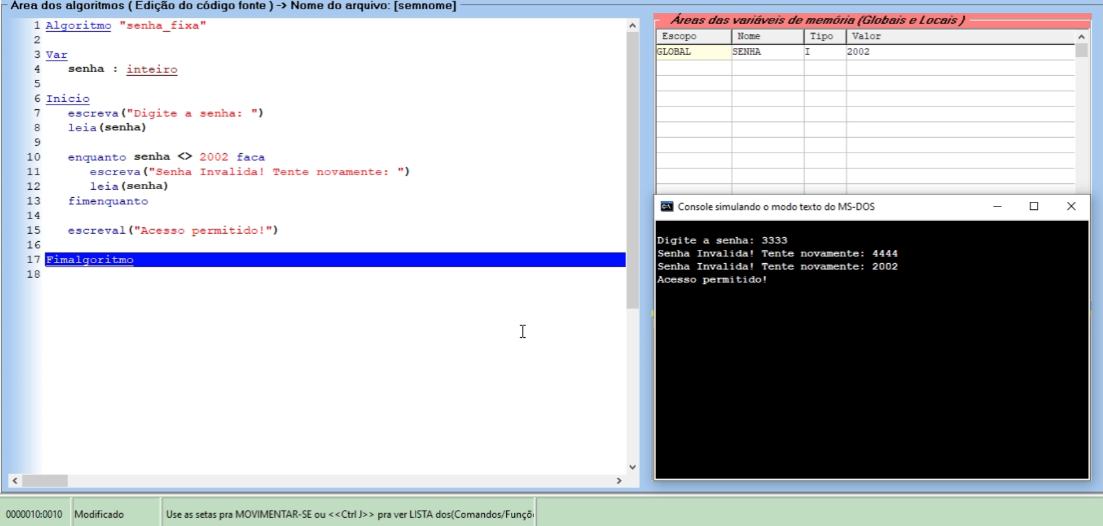 Área dos algoritmos ( Edição do código fonte ) -> Nome do arquivo: [semnome]
1 Algoritmo "senha_fixa"
2
3 Var
4 senha : inteiro
5
6 Inicio
7 escreva("Digite a senha: ")
8 leia(senha)
9
10 enquanto senha <> 2002 faca
11 escreva("Senha Invalida! Tente novamente: ")
12 leia(senha)
13 fimenquanto
14
15 escreval("Acesso permitido!")
16
17 Fimalgoritmo
18
Áreas das variáveis de memória (Globais e Locais )
Escopo Nome Tipo Valor
GLOBAL SENHA I 2002
Console simulando o modo texto do MS-DOS
Digite a senha: 3333
Senha Invalida! Tente novamente: 4444
Senha Invalida! Tente novamente: 2002
Acesso permitido!
0000010:0010 Modificado Use as setas pra MOVIMENTAR-SE ou <<Ctrl J>> pra ver LISTA dos(Comandos/Funçõ